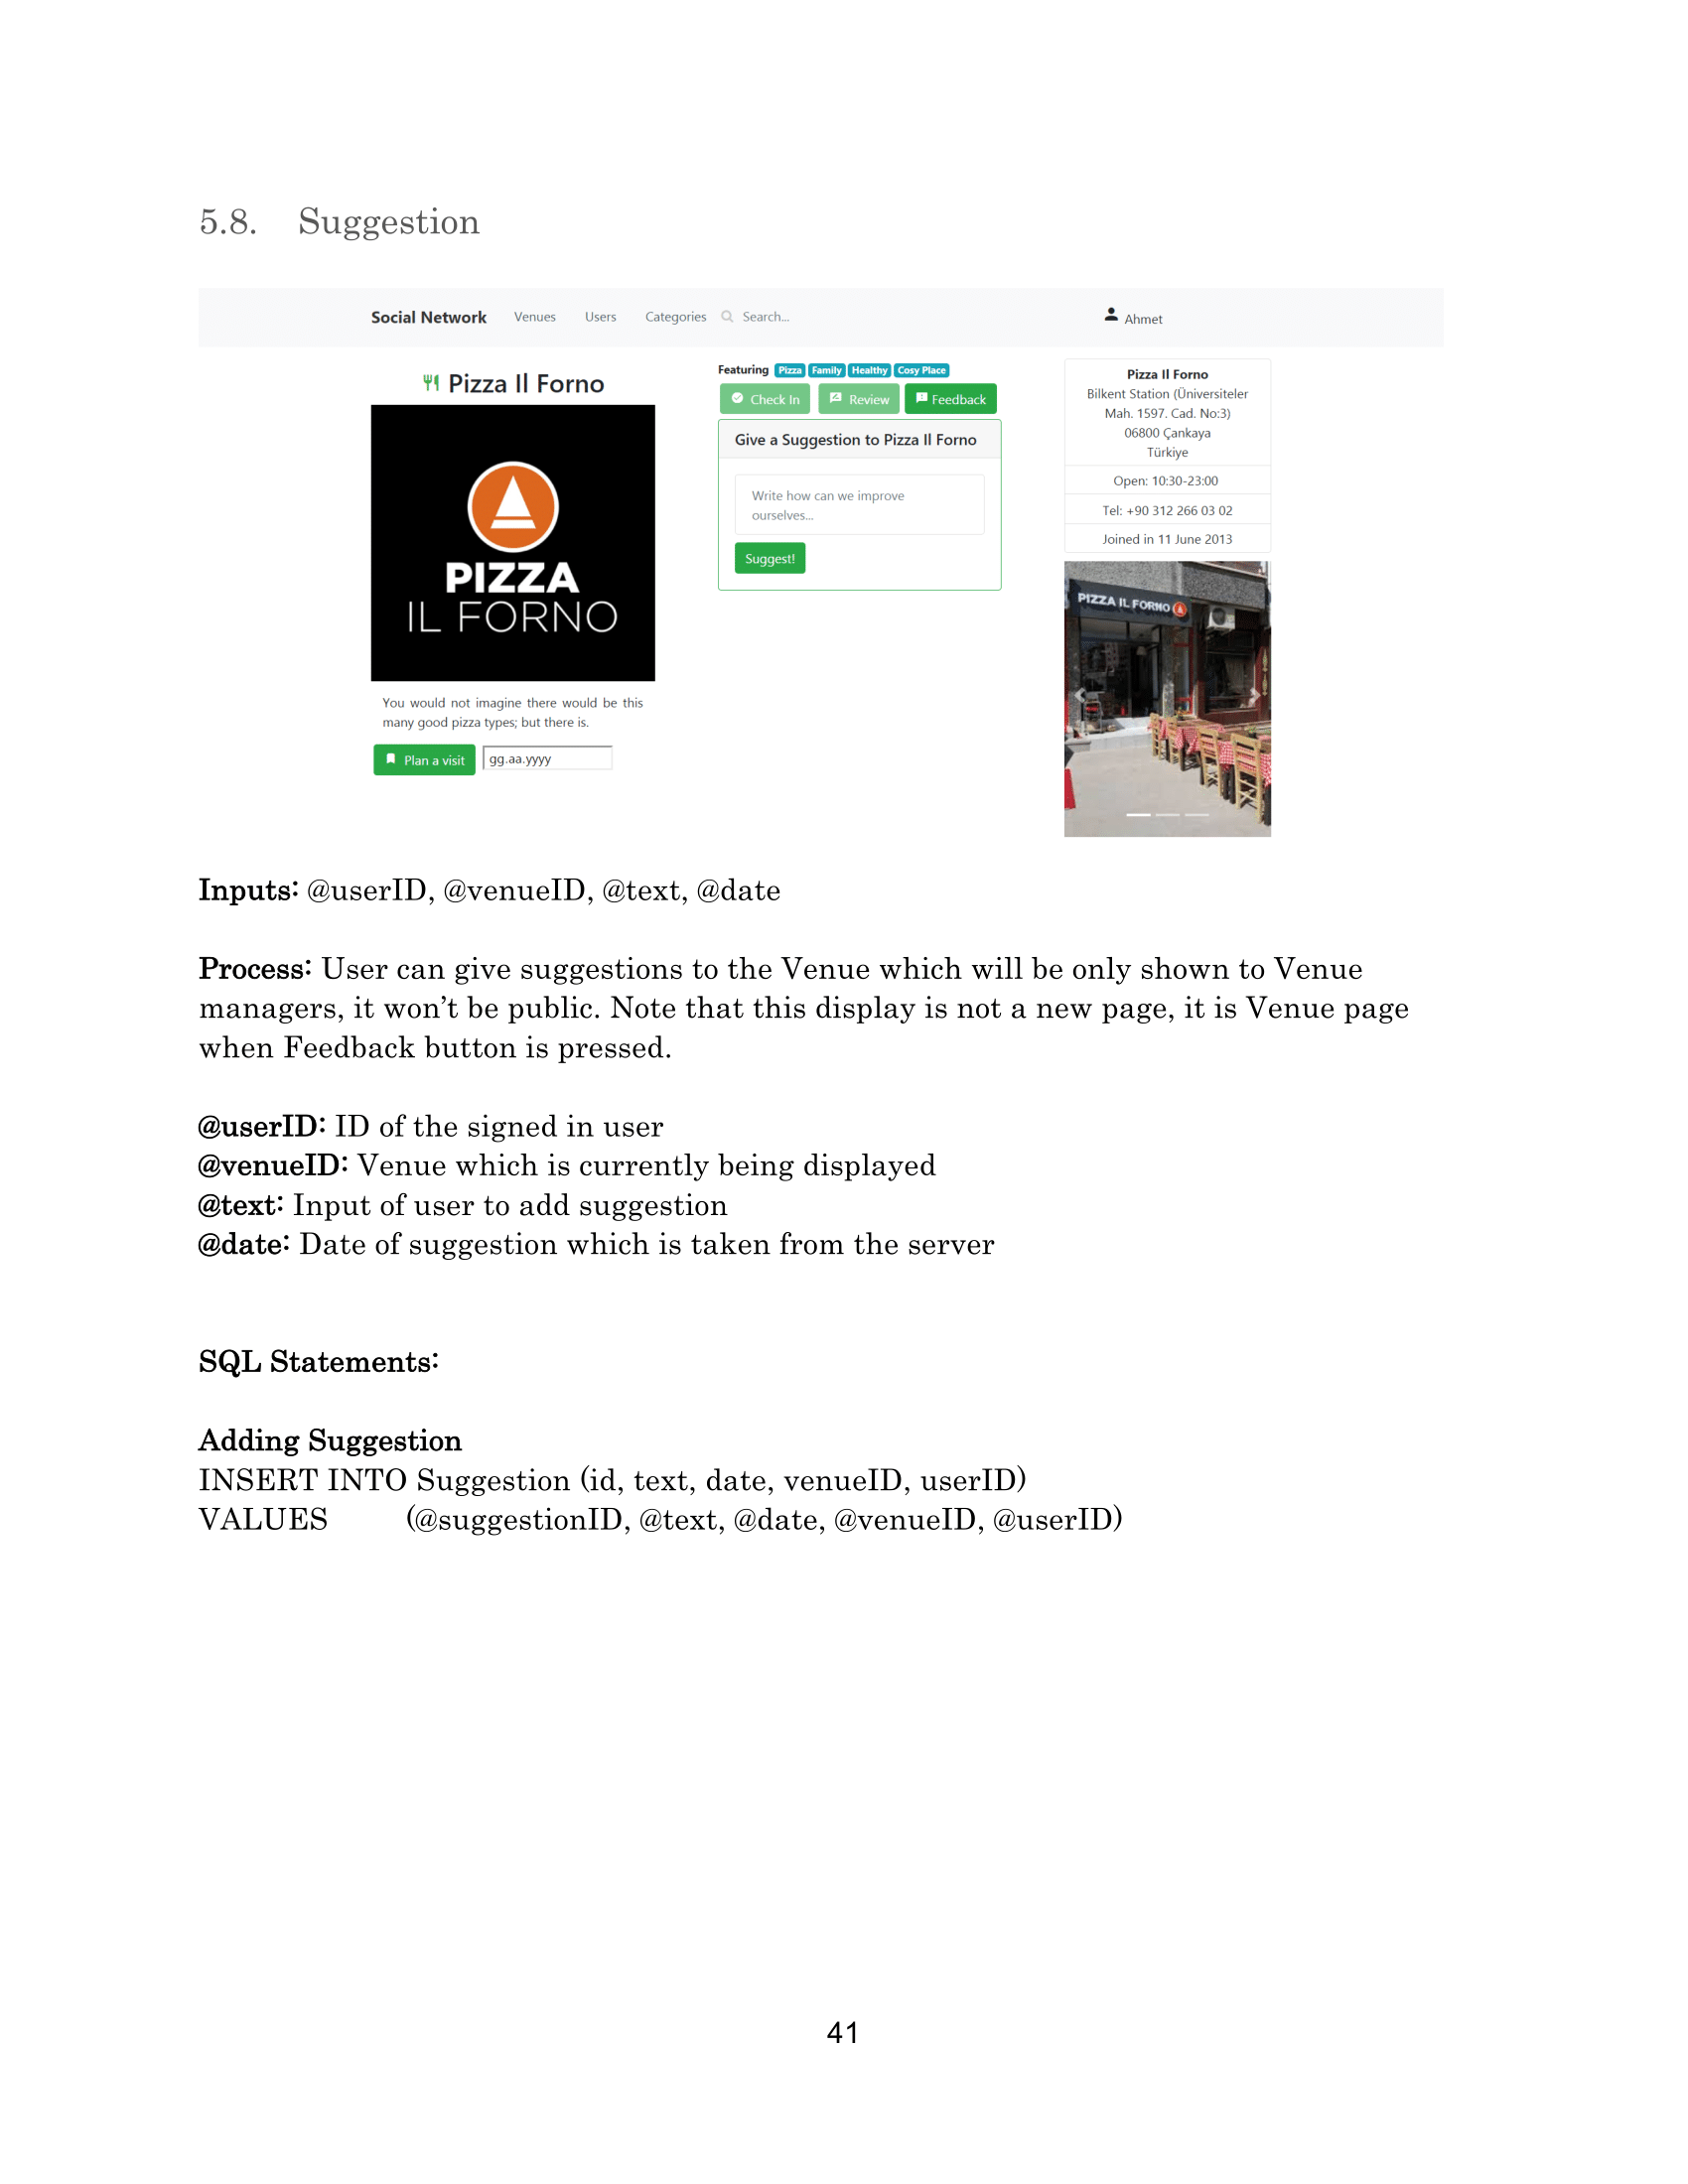 5.8. Suggestion
Social Network Venues Users Categories Search... Ahmet
Pizza Il Forno
PIZZA
IL FORNO
You would not imagine there would be this
many good pizza types; but there is.
Plan a visit gg.aa.yyyy
Featuring Pizza Family Healthy Cosy Place
Check In Review Feedback
Give a Suggestion to Pizza Il Forno
Write how can we improve
ourselves...
Suggest!
Pizza Il Forno
Bilkent Station (Üniversiteler
Mah. 1597. Cad. No:3)
06800 Çankaya
Türkiye
Open: 10:30-23:00
Tel: +90 312 266 03 02
Joined in 11 June 2013
PIZZA IL FORNO
Inputs: @userID, @venueID, @text, @date
Process: User can give suggestions to the Venue which will be only shown to Venue
managers, it won’t be public. Note that this display is not a new page, it is Venue page
when Feedback button is pressed.
@userID: ID of the signed in user
@venueID: Venue which is currently being displayed
@text: Input of user to add suggestion
@date: Date of suggestion which is taken from the server
SQL Statements:
Adding Suggestion
INSERT INTO Suggestion (id, text, date, venueID, userID)
VALUES (@suggestionID, @text, @date, @venueID, @userID)
41